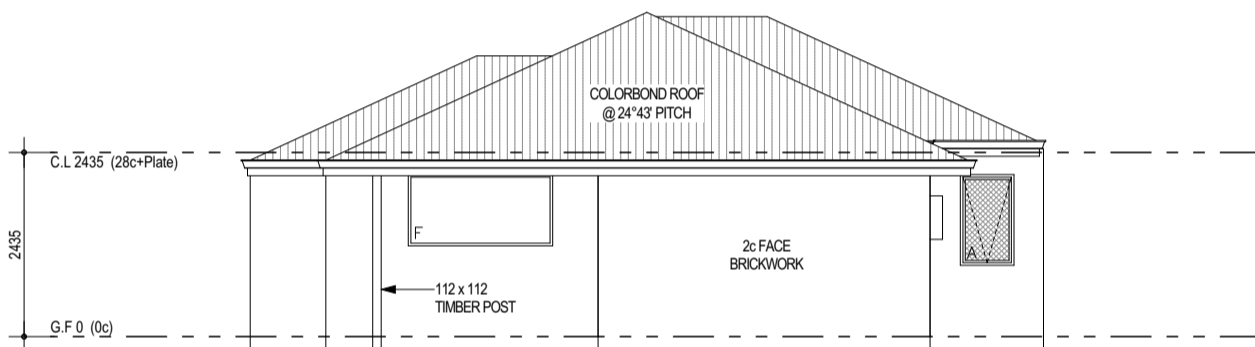 COLORBOND ROOF
@ 24°43' PITCH
C.L 2435 (28c+Plate)
2435
F
2c FACE
BRICKWORK
A
112 x 112
TIMBER POST
G.F 0 (0c)